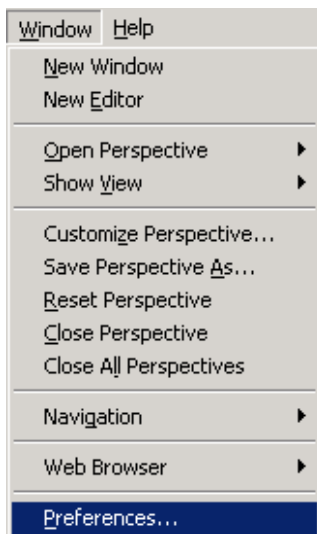 Window Help
New Window
New Editor
Open Perspective
Show View
Customize Perspective...
Save Perspective As...
Reset Perspective
Close Perspective
Close All Perspectives
Navigation
Web Browser
Preferences...